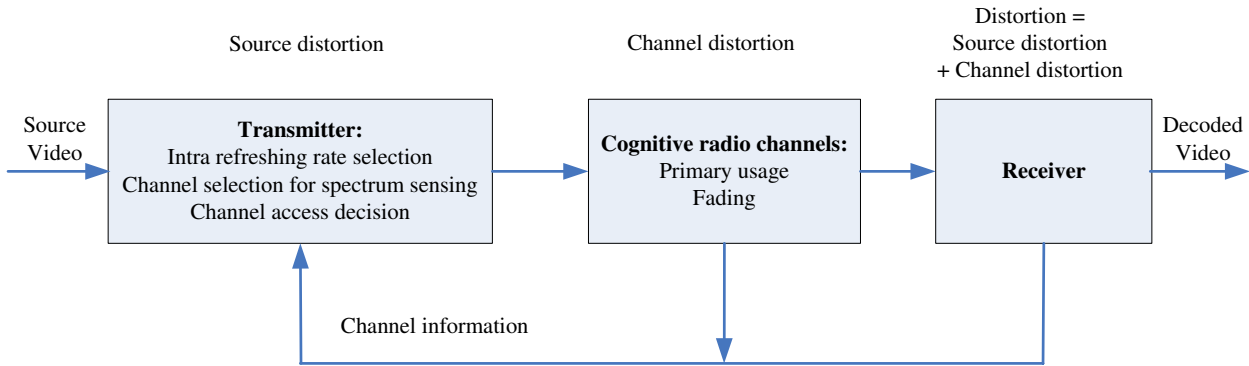 Source distortion
Channel distortion
Distortion =
Source distortion
+ Channel distortion
Source
Video
Transmitter:
Intra refreshing rate selection
Channel selection for spectrum sensing
Channel access decision
Cognitive radio channels:
Primary usage
Fading
Receiver
Decoded
Video
Channel information